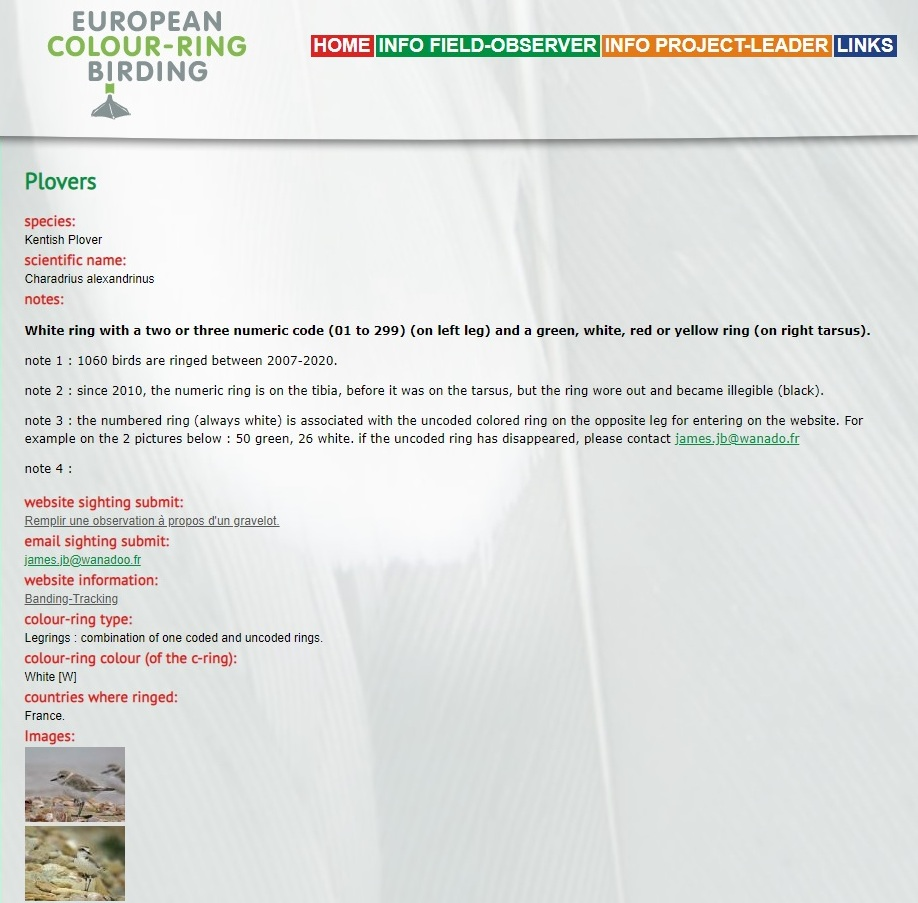 EUROPEAN
COLOUR-RING
BIRDING
HOME INFO FIELD-OBSERVER INFO PROJECT-LEADER LINKS
Plovers
species:
Kentish Plover
scientific name:
Charadrius alexandrinus
notes:
White ring with a two or three numeric code (01 to 299) (on left leg) and a green, white, red or yellow ring (on right tarsus).
note 1 : 1060 birds are ringed between 2007-2020.
note 2 : since 2010, the numeric ring is on the tibia, before it was on the tarsus, but the ring wore out and became illegible (black).
note 3 : the numbered ring (always white) is associated with the uncoded colored ring on the opposite leg for entering on the website. For
example on the 2 pictures below : 50 green, 26 white. if the uncoded ring has disappeared, please contact james.jb@wanado.fr
note 4 :
website sighting submit:
Remplir une observation à propos d'un gravelot.
email sighting submit:
james.jb@wanadoo.fr
website information:
Banding-Tracking
colour-ring type:
Legrings : combination of one coded and uncoded rings.
colour-ring colour (of the c-ring):
White [W]
countries where ringed:
France.
Images: